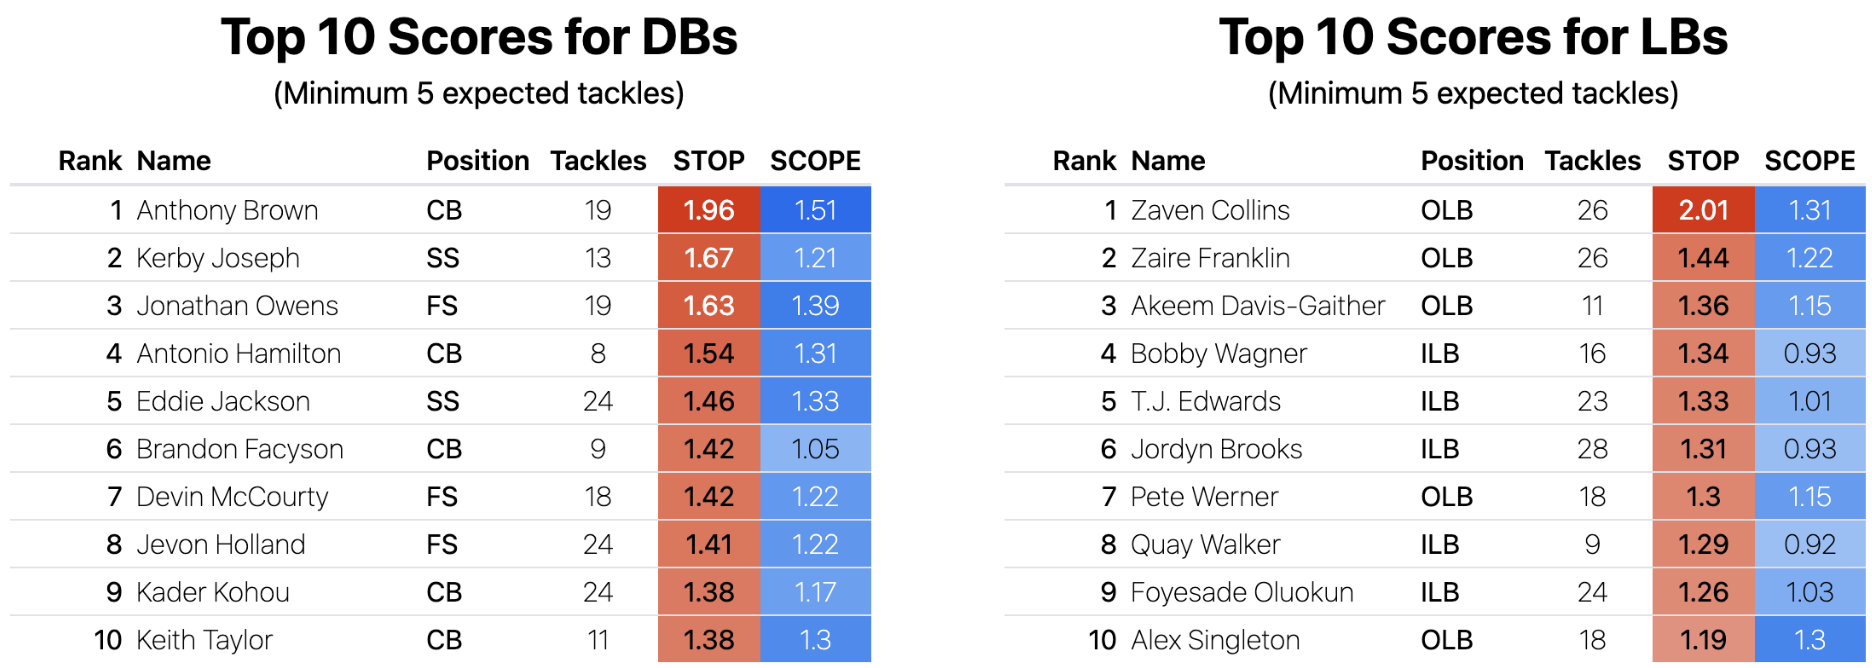 Top 10 Scores for DBs
(Minimum 5 expected tackles)
Rank Name Position Tackles STOP SCOPE
1 Anthony Brown CB 19 1.96 1.51
2 Kerby Joseph SS 13 1.67 1.21
3 Jonathan Owens FS 19 1.63 1.39
4 Antonio Hamilton CB 8 1.54 1.31
5 Eddie Jackson SS 24 1.46 1.33
6 Brandon Facyson CB 9 1.42 1.05
7 Devin McCourty FS 18 1.42 1.22
8 Jevon Holland FS 24 1.41 1.22
9 Kader Kohou CB 24 1.38 1.17
10 Keith Taylor CB 11 1.38 1.3
Top 10 Scores for LBs
(Minimum 5 expected tackles)
Rank Name Position Tackles STOP SCOPE
1 Zaven Collins OLB 26 2.01 1.31
2 Zaire Franklin OLB 26 1.44 1.22
3 Akeem Davis-Gaither OLB 11 1.36 1.15
4 Bobby Wagner ILB 16 1.34 0.93
5 T.J. Edwards ILB 23 1.33 1.01
6 Jordyn Brooks ILB 28 1.31 0.93
7 Pete Werner OLB 18 1.3 1.15
8 Quay Walker ILB 9 1.29 0.92
9 Foyesade Oluokun ILB 24 1.26 1.03
10 Alex Singleton OLB 18 1.19 1.3